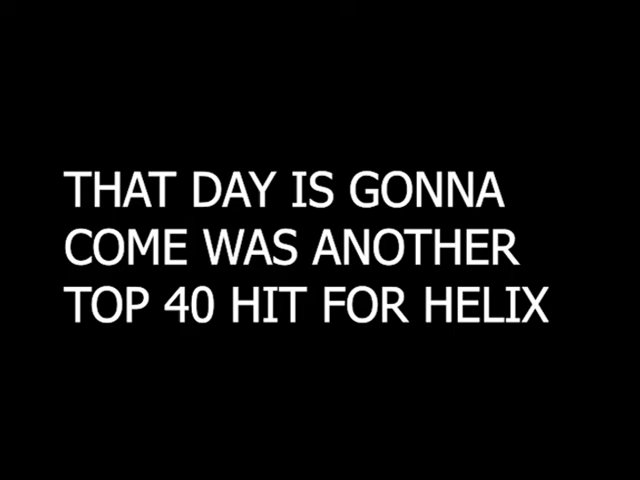 THAT DAY IS GONNA
COME WAS ANOTHER
TOP 40 HIT FOR HELIX